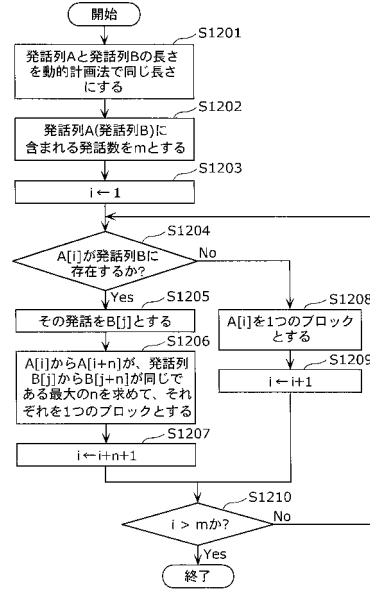 開始
S1201
発話列Aと発話列Bの長さ
を動的計画法で同じ長さ
にする
S1202
発話列A(発話列B)に
含まれる発話数をmとする
S1203
i←1
S1204
A[i]が発話列Bに
存在するか?
No
Yes
S1205
その発話をB[j]とする
S1206
A[i]からA[i+n]が、発話列
B[j]からB[j+n]が同じで
ある最大のnを求めて、それ
ぞれを1つのブロックとする
S1207
i←i+n+1
S1208
A[i]を1つのブロック
とする
S1209
i←i+1
S1210
i > mか?
No
Yes
終了